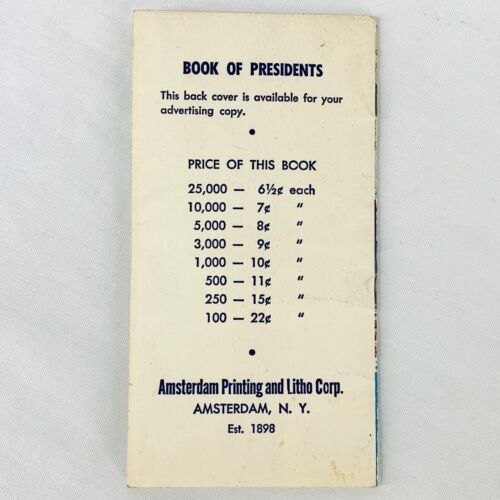 BOOK OF PRESIDENTS
This back cover is available for your
advertising copy.
•
PRICE OF THIS BOOK
25,000 — 6½¢ each
10,000 — 7¢ "
5,000 — 8¢ "
3,000 — 9¢ "
1,000 — 10¢ "
500 — 11¢ "
250 — 15¢ "
100 — 22¢ "
•
Amsterdam Printing and Litho Corp.
AMSTERDAM, N. Y.
Est. 1898